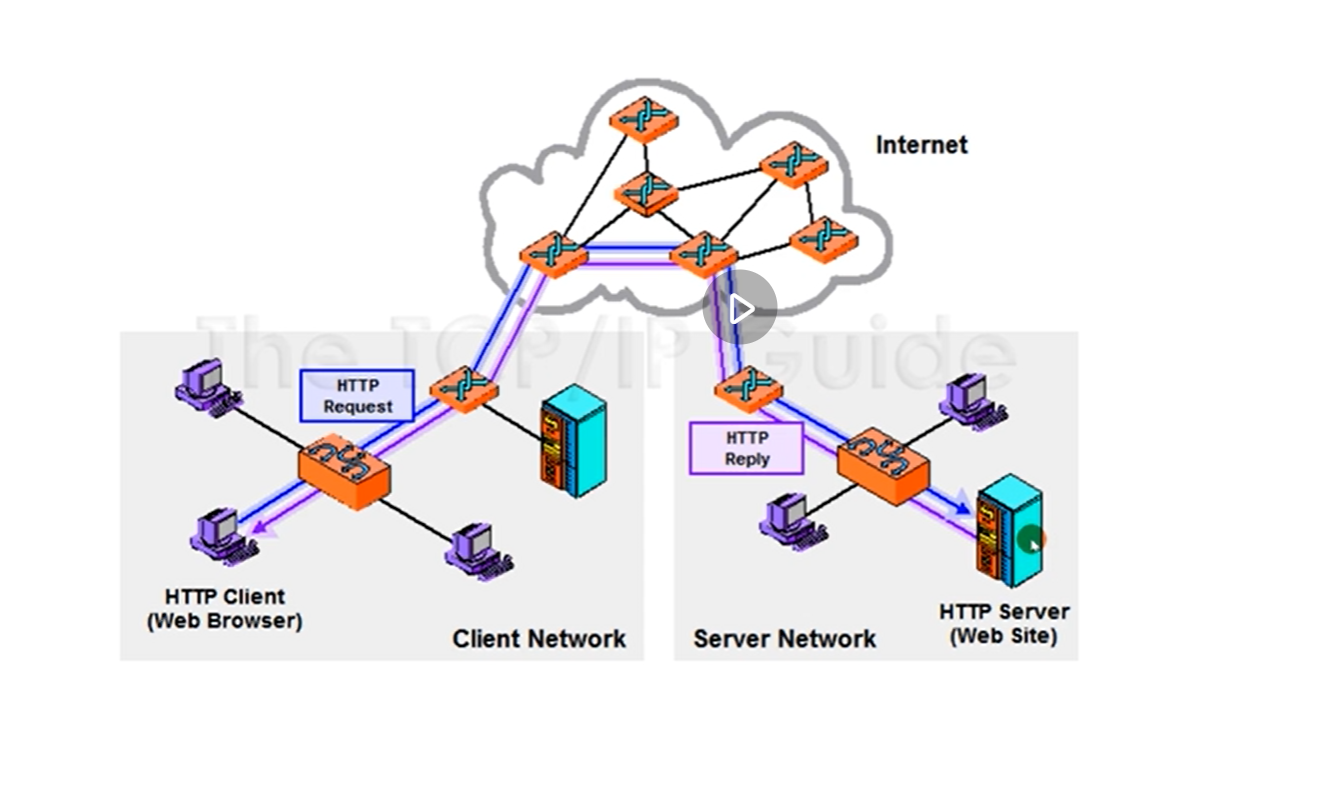 Internet
The TCP/IP Guide
HTTP
Request
HTTP
Reply
HTTP Client
(Web Browser)
Client Network
Server Network
HTTP Server
(Web Site)